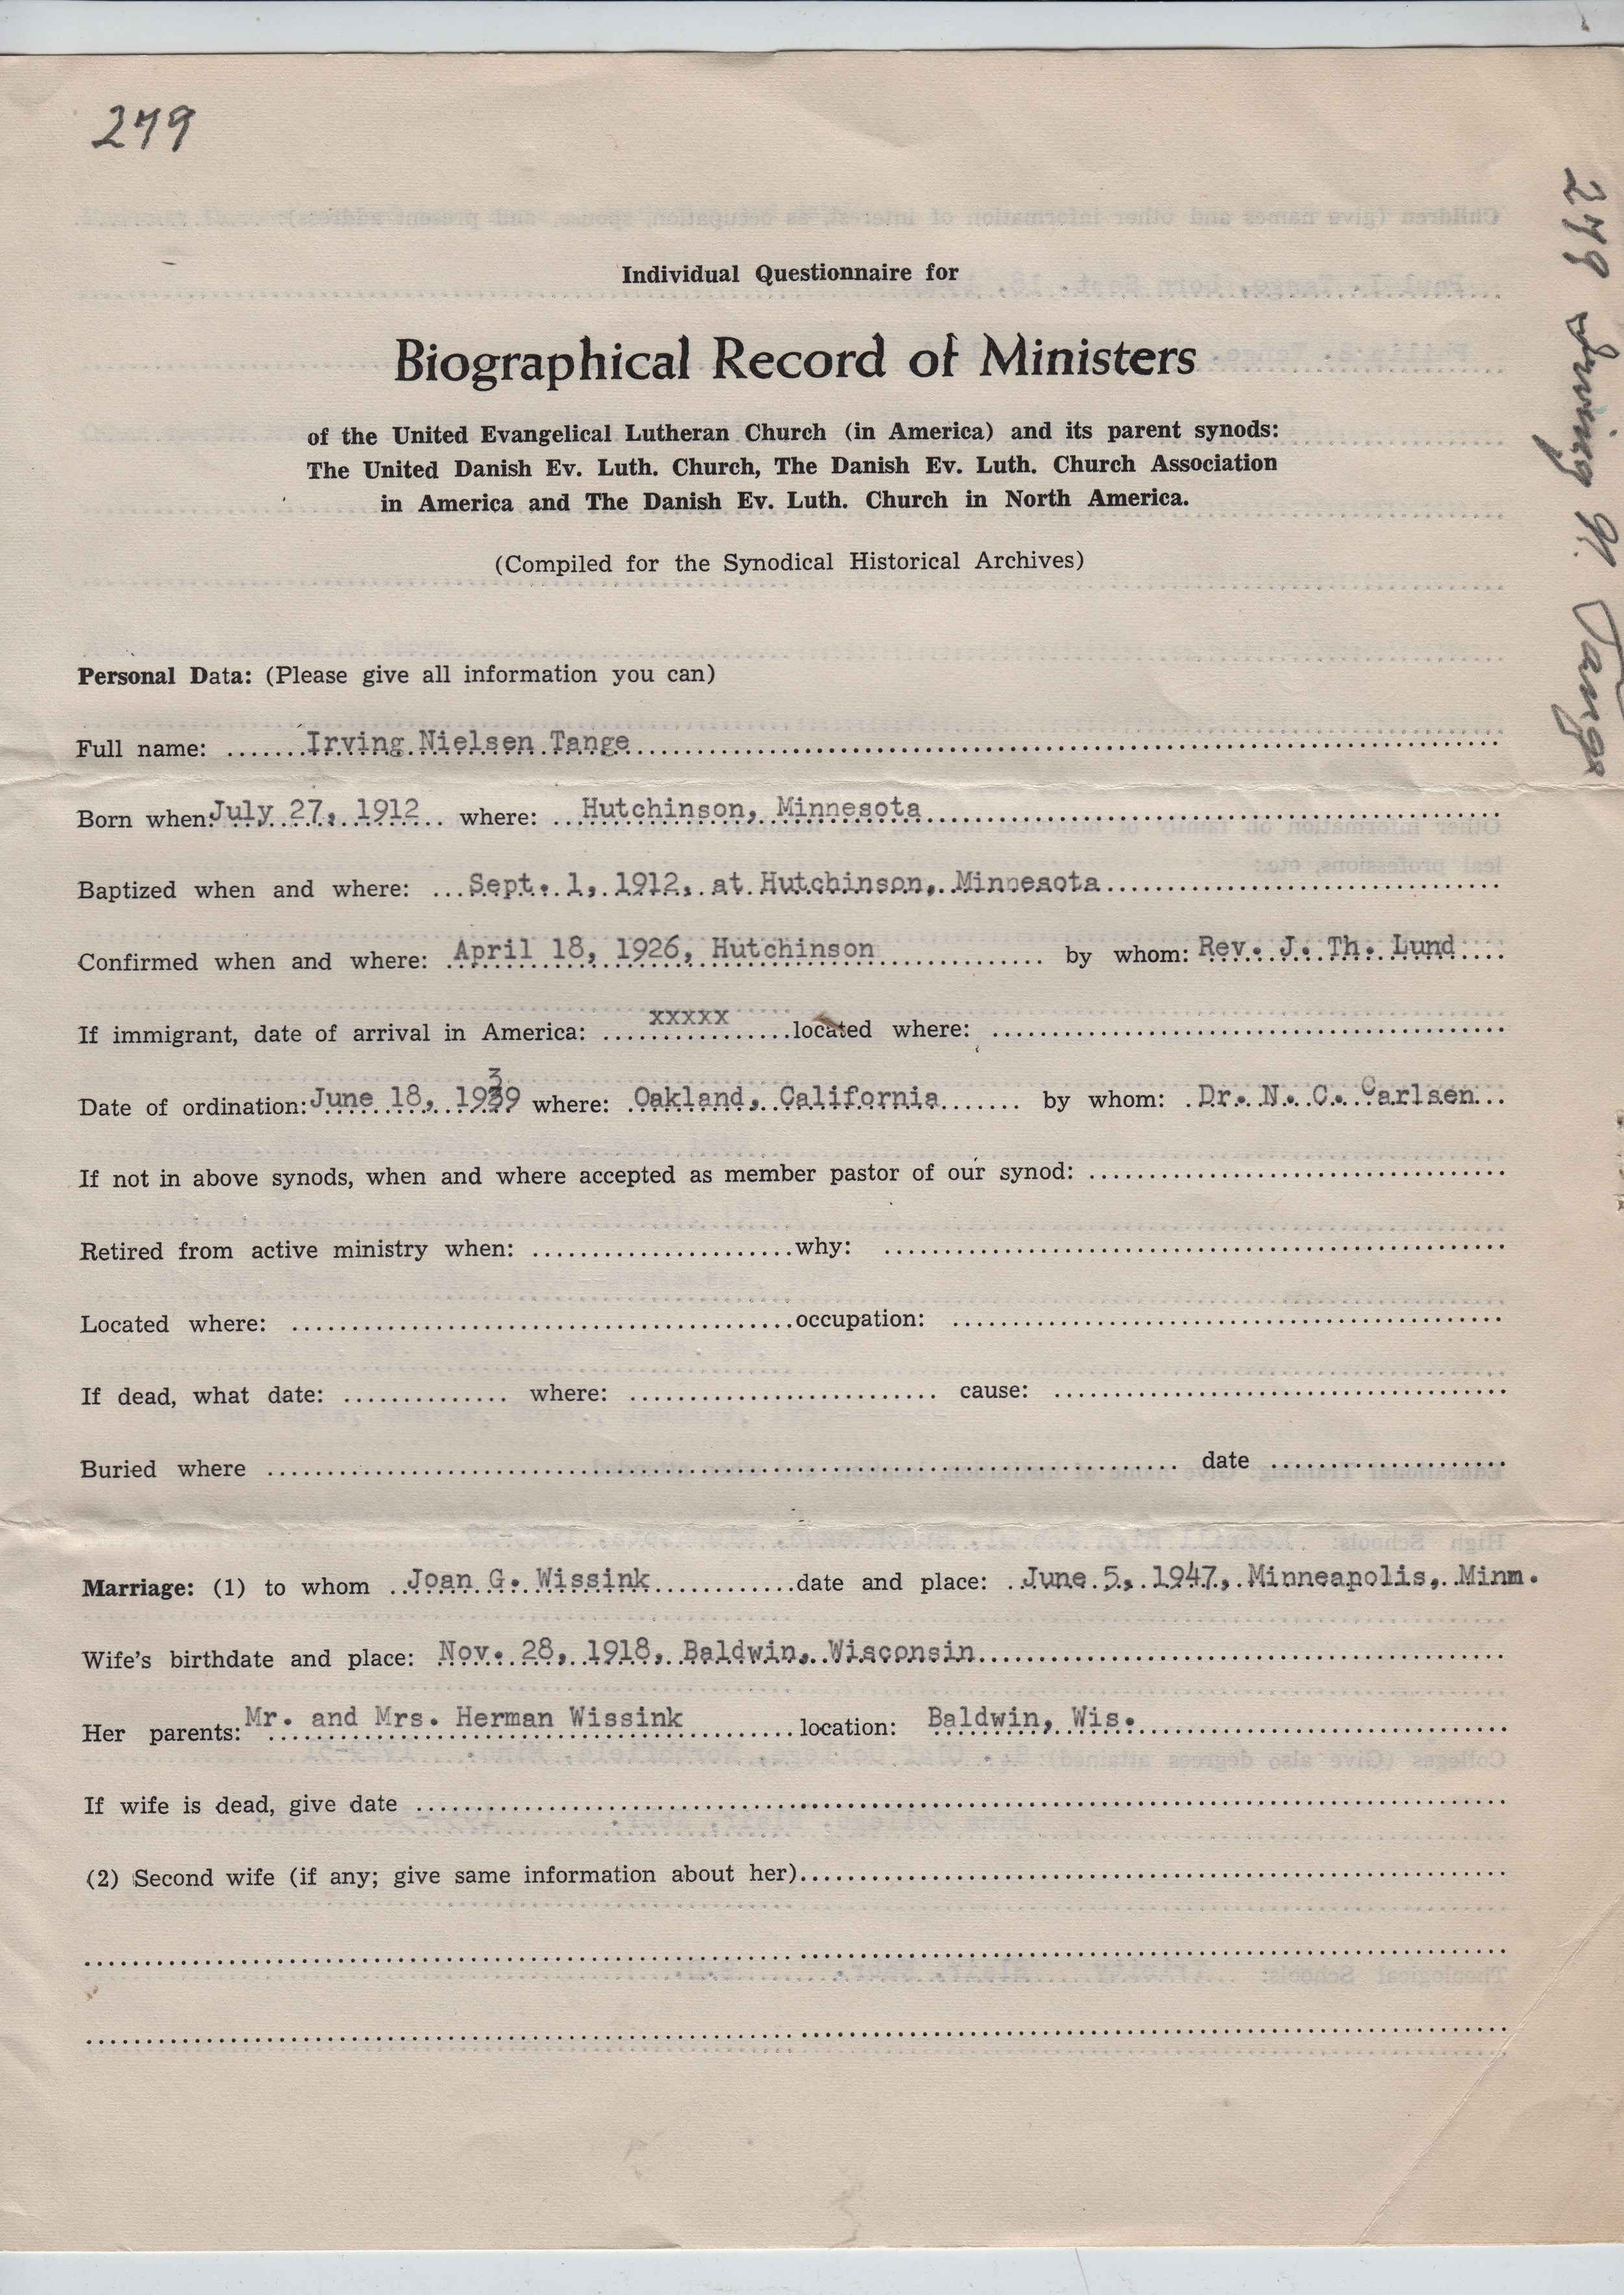 279
279 Irving N. Tange
Individual Questionnaire for
Biographical Record of Ministers
of the United Evangelical Lutheran Church (in America) and its parent synods:
The United Danish Ev. Luth. Church, The Danish Ev. Luth. Church Association
in America and The Danish Ev. Luth. Church in North America.
(Compiled for the Synodical Historical Archives)
Personal Data: (Please give all information you can)
Full name: Irving Nielsen Tange
Born when: July 27, 1912 where: Hutchinson, Minnesota
Baptized when and where: Sept. 1, 1912, at Hutchinson, Minnesota
Confirmed when and where: April 18, 1926, Hutchinson by whom: Rev. J. Th. Lund
If immigrant, date of arrival in America: xxxxx located where:
Date of ordination: June 18, 1939 where: Oakland, California by whom: Dr. N. C. Carlsen
If not in above synods, when and where accepted as member pastor of our synod:
Retired from active ministry when: why:
Located where: occupation:
If dead, what date: where: cause:
Buried where date
Marriage: (1) to whom Joan G. Wissink date and place: June 5, 1947, Minneapolis, Minn.
Wife's birthdate and place: Nov. 28, 1918, Baldwin, Wisconsin
Her parents: Mr. and Mrs. Herman Wissink location: Baldwin, Wis.
If wife is dead, give date
(2) Second wife (if any; give same information about her)